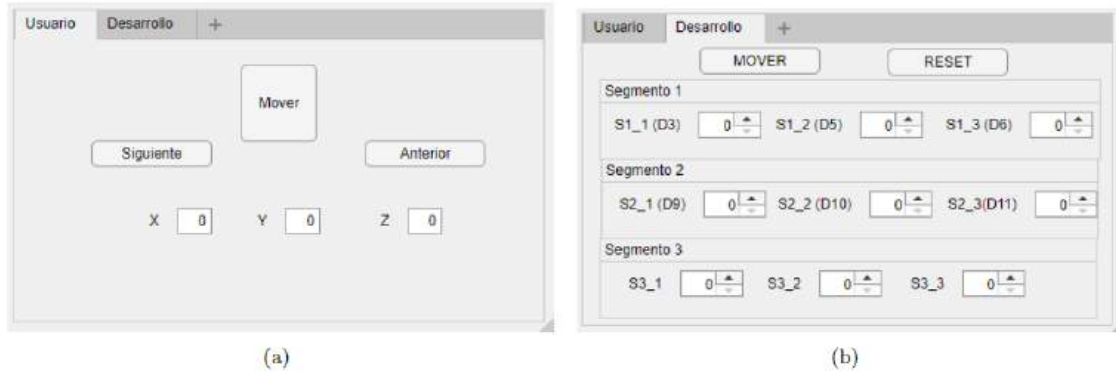 Usuario Desarrollo +
Mover
Siguiente Anterior
X 0 Y 0 Z 0
(a)
Usuario Desarrollo +
MOVER RESET
Segmento 1
S1_1 (D3) 0 S1_2 (D5) 0 S1_3 (D6) 0
Segmento 2
S2_1 (D9) 0 S2_2 (D10) 0 S2_3(D11) 0
Segmento 3
S3_1 0 S3_2 0 S3_3 0
(b)